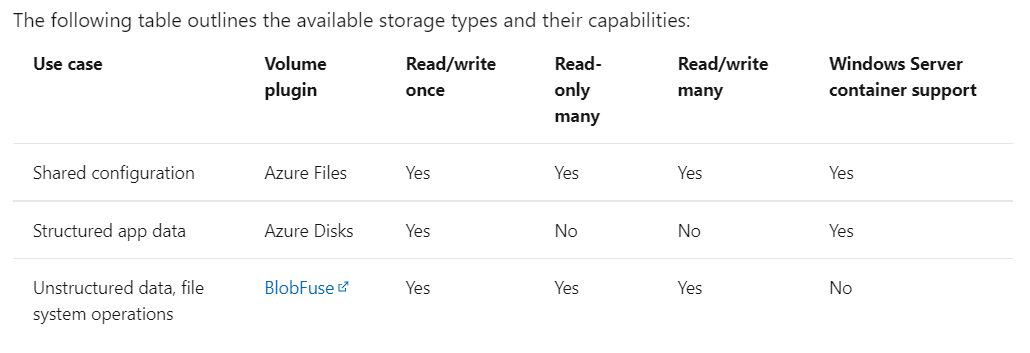 The following table outlines the available storage types and their capabilities:
Use case Volume plugin Read/write once Read-only many Read/write many Windows Server container support
Shared configuration Azure Files Yes Yes Yes Yes
Structured app data Azure Disks Yes No No Yes
Unstructured data, file BlobFuse Yes Yes Yes No
system operations